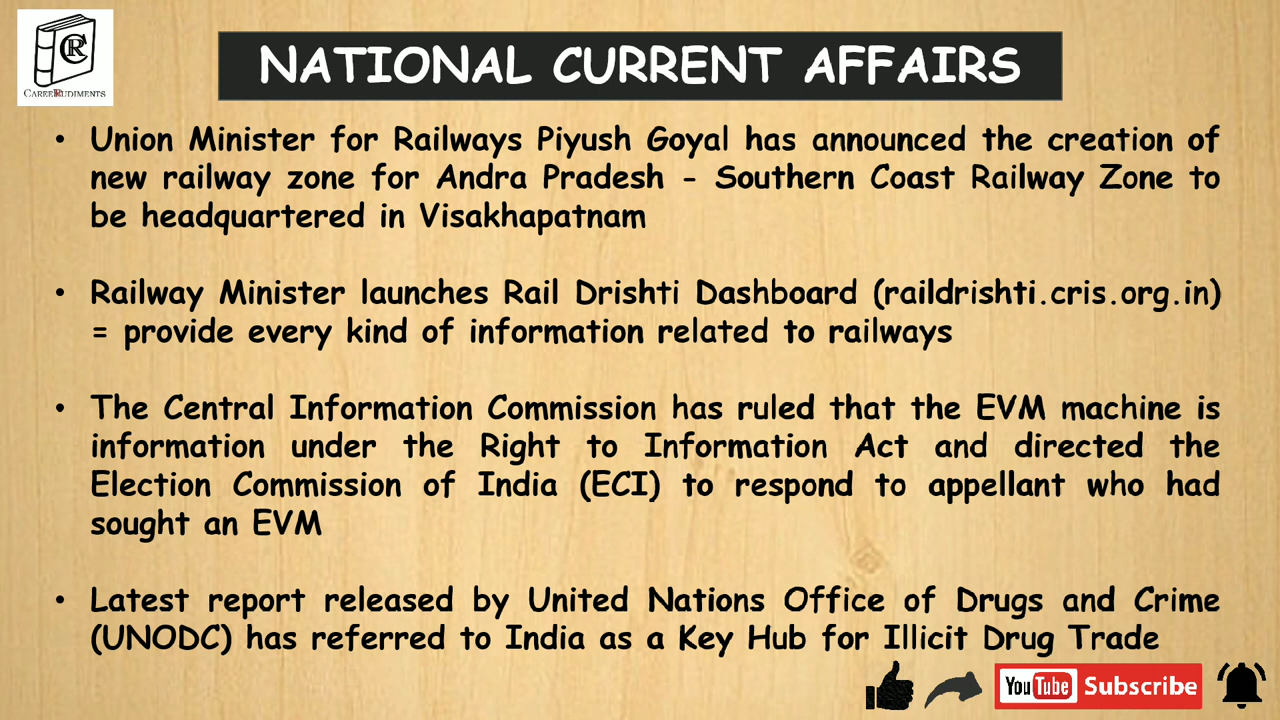 CR
CAREERUDIMENTS
NATIONAL CURRENT AFFAIRS
• Union Minister for Railways Piyush Goyal has announced the creation of
new railway zone for Andra Pradesh - Southern Coast Railway Zone to
be headquartered in Visakhapatnam
• Railway Minister launches Rail Drishti Dashboard (raildrishti.cris.org.in)
= provide every kind of information related to railways
• The Central Information Commission has ruled that the EVM machine is
information under the Right to Information Act and directed the
Election Commission of India (ECI) to respond to appellant who had
sought an EVM
• Latest report released by United Nations Office of Drugs and Crime
(UNODC) has referred to India as a Key Hub for Illicit Drug Trade
YouTube Subscribe